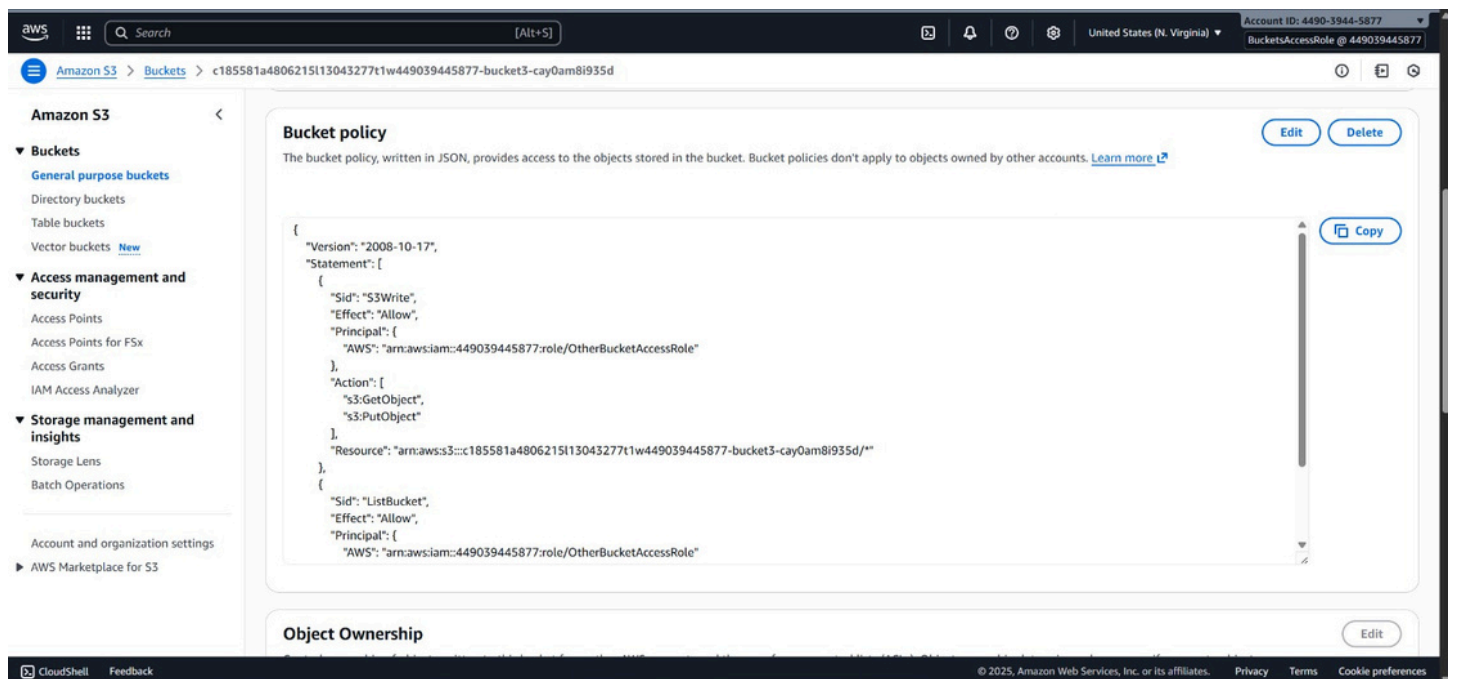 aws
Search
[Alt+S]
United States (N. Virginia)
Account ID: 4490-3944-5877
BucketsAccessRole @ 449039445877
Amazon S3 > Buckets > c185581a4806215l13043277t1w449039445877-bucket3-cay0am8i935d
Amazon S3
Buckets
General purpose buckets
Directory buckets
Table buckets
Vector buckets New
Access management and
security
Access Points
Access Points for FSx
Access Grants
IAM Access Analyzer
Storage management and
insights
Storage Lens
Batch Operations
Account and organization settings
AWS Marketplace for S3
Bucket policy
Edit
Delete
The bucket policy, written in JSON, provides access to the objects stored in the bucket. Bucket policies don't apply to objects owned by other accounts. Learn more
Copy
{
"Version": "2008-10-17",
"Statement": [
{
"Sid": "S3Write",
"Effect": "Allow",
"Principal": {
"AWS": "arn:aws:iam::449039445877:role/OtherBucketAccessRole"
},
"Action": [
"s3:GetObject",
"s3:PutObject"
],
"Resource": "arn:aws:s3:::c185581a4806215l13043277t1w449039445877-bucket3-cay0am8i935d/*"
},
{
"Sid": "ListBucket",
"Effect": "Allow",
"Principal": {
"AWS": "arn:aws:iam::449039445877:role/OtherBucketAccessRole"
Object Ownership
Edit
CloudShell
Feedback
© 2025, Amazon Web Services, Inc. or its affiliates.
Privacy
Terms
Cookie preferences